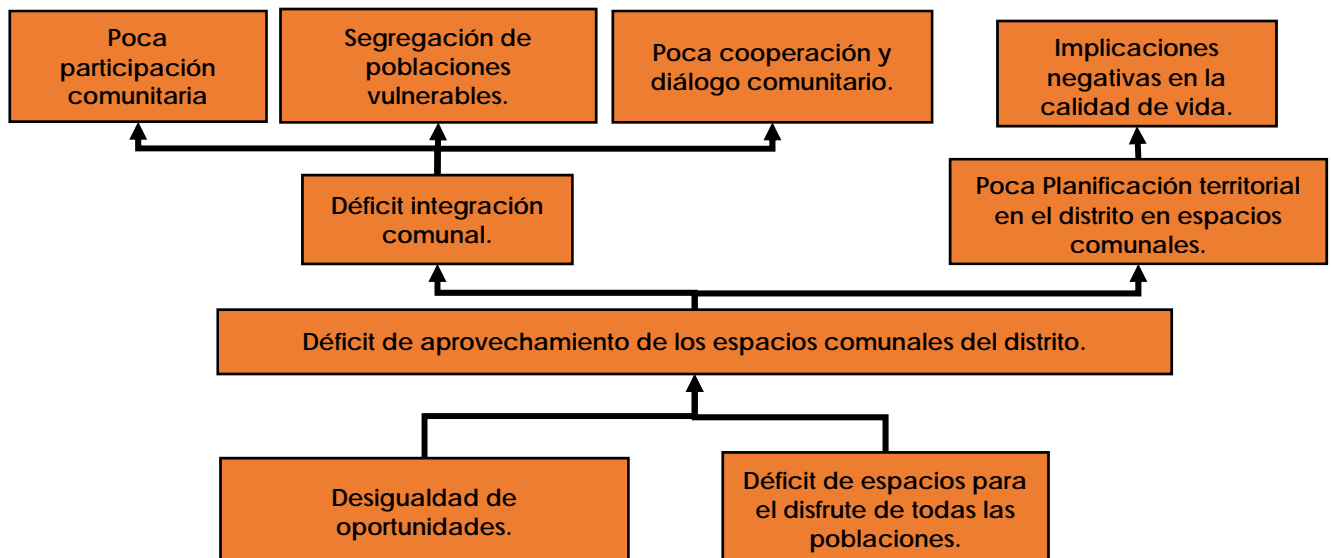 Poca
participación
comunitaria
Segregación de
poblaciones
vulnerables.
Poca cooperación y
diálogo comunitario.
Implicaciones
negativas en la
calidad de vida.
Déficit integración
comunal.
Poca Planificación territorial
en el distrito en espacios
comunales.
Déficit de aprovechamiento de los espacios comunales del distrito.
Desigualdad de
oportunidades.
Déficit de espacios para
el disfrute de todas las
poblaciones.